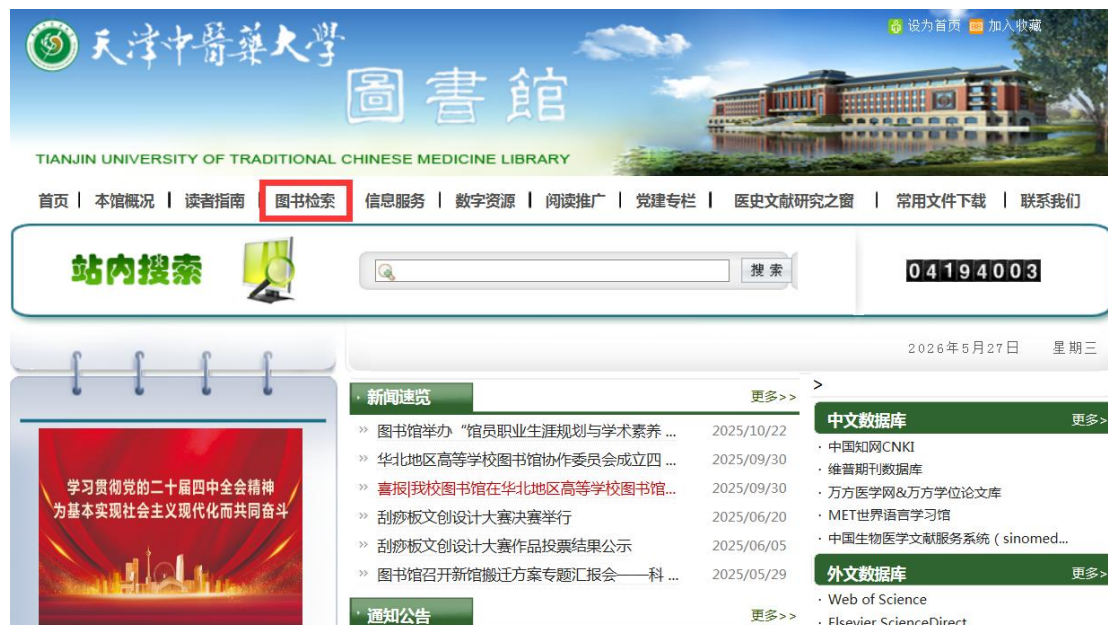 设为首页 加入收藏
天津中醫藥大學
圖書館
TIANJIN UNIVERSITY OF TRADITIONAL CHINESE MEDICINE LIBRARY
首页 | 本馆概况 | 读者指南 | 图书检索 | 信息服务 | 数字资源 | 阅读推广 | 党建专栏 | 医史文献研究之窗 | 常用文件下载 | 联系我们
站内搜索 搜索 04194003
2026年5月27日 星期三
学习贯彻党的二十届四中全会精神
为基本实现社会主义现代化而共同奋斗
新闻速览 更多>>
图书馆举办“馆员职业生涯规划与学术素养 ... 2025/10/22
华北地区高等学校图书馆协作委员会成立四 ... 2025/09/30
喜报|我校图书馆在华北地区高等学校图书馆... 2025/09/30
刮痧板文创设计大赛决赛举行 2025/06/20
刮痧板文创设计大赛作品投票结果公示 2025/06/05
图书馆召开新馆搬迁方案专题汇报会——科 ... 2025/05/29
通知公告 更多>>
>
中文数据库 更多>
· 中国知网CNKI
· 维普期刊数据库
· 万方医学网&万方学位论文库
· MET世界语言学习馆
· 中国生物医学文献服务系统（sinomed...
外文数据库 更多>
· Web of Science
· Elsevier ScienceDirect